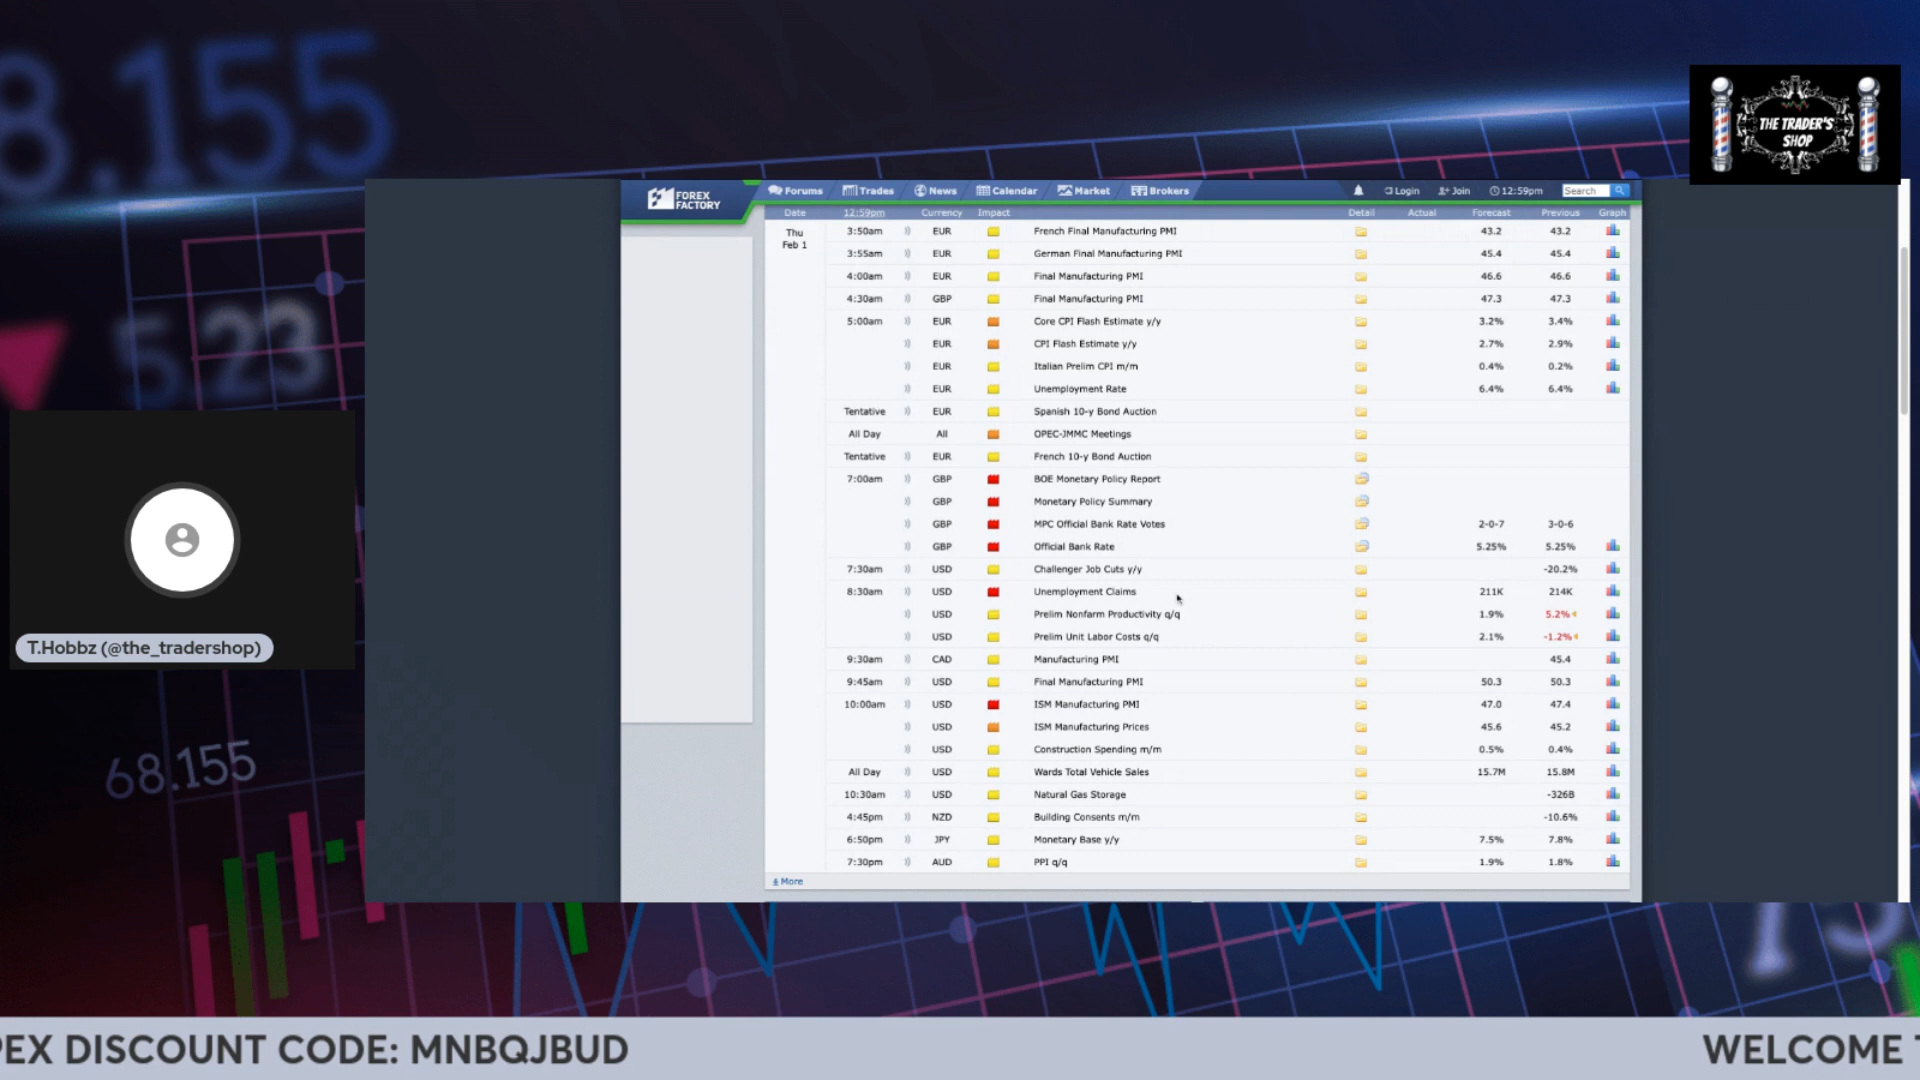 8.155
5.23
68.155
THE TRADER'S
SHOP
FOREX
FACTORY
Forums Trades News Calendar Market Brokers Login Join 12:59pm Search
Date 12:59pm Currency Impact Detail Actual Forecast Previous Graph
Thu
Feb 1
3:50am EUR French Final Manufacturing PMI 43.2 43.2
3:55am EUR German Final Manufacturing PMI 45.4 45.4
4:00am EUR Final Manufacturing PMI 46.6 46.6
4:30am GBP Final Manufacturing PMI 47.3 47.3
5:00am EUR Core CPI Flash Estimate y/y 3.2% 3.4%
EUR CPI Flash Estimate y/y 2.7% 2.9%
EUR Italian Prelim CPI m/m 0.4% 0.2%
EUR Unemployment Rate 6.4% 6.4%
Tentative EUR Spanish 10-y Bond Auction
All Day All OPEC-JMMC Meetings
Tentative EUR French 10-y Bond Auction
7:00am GBP BOE Monetary Policy Report
GBP Monetary Policy Summary
GBP MPC Official Bank Rate Votes 2-0-7 3-0-6
GBP Official Bank Rate 5.25% 5.25%
7:30am USD Challenger Job Cuts y/y -20.2%
8:30am USD Unemployment Claims 211K 214K
USD Prelim Nonfarm Productivity q/q 1.9% 5.2%
USD Prelim Unit Labor Costs q/q 2.1% -1.2%
9:30am CAD Manufacturing PMI 45.4
9:45am USD Final Manufacturing PMI 50.3 50.3
10:00am USD ISM Manufacturing PMI 47.0 47.4
USD ISM Manufacturing Prices 45.6 45.2
USD Construction Spending m/m 0.5% 0.4%
All Day USD Wards Total Vehicle Sales 15.7M 15.8M
10:30am USD Natural Gas Storage -326B
4:45pm NZD Building Consents m/m -10.6%
6:50pm JPY Monetary Base y/y 7.5% 7.8%
7:30pm AUD PPI q/q 1.9% 1.8%
More
T.Hobbz (@the_tradershop)
PEX DISCOUNT CODE: MNBQJBUD
WELCOME